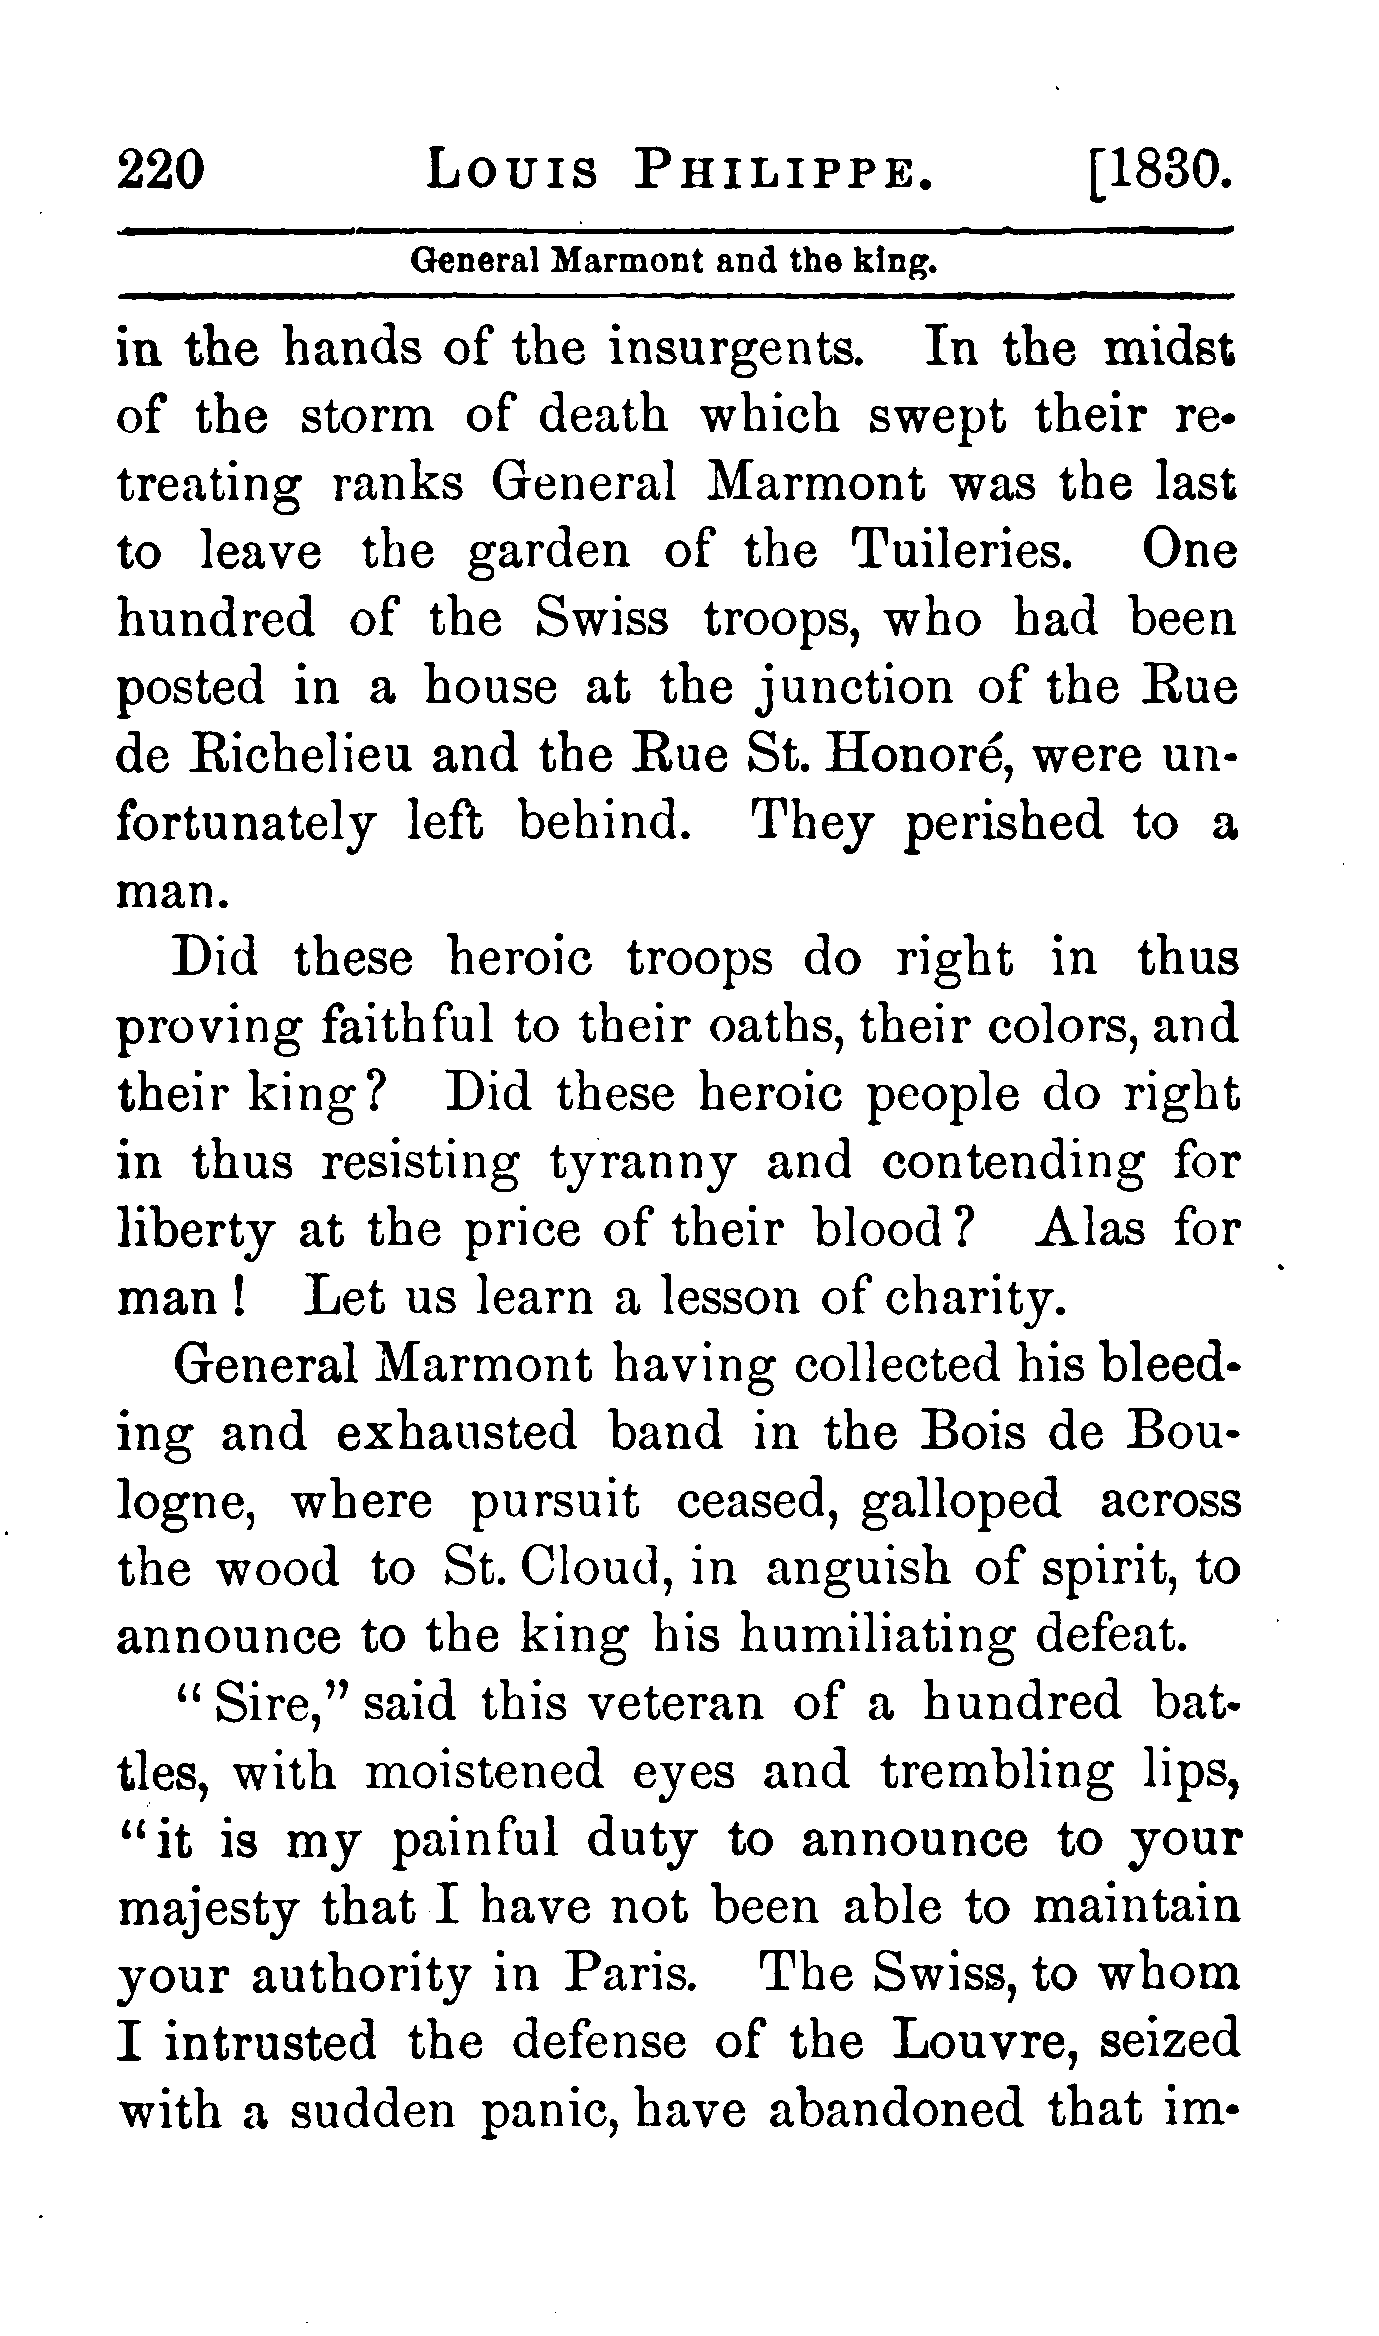 220 LOUIS PHILIPPE. [1830.
General Marmont and the king.
in the hands of the insurgents. In the midst
of the storm of death which swept their re-
treating ranks General Marmont was the last
to leave the garden of the Tuileries. One
hundred of the Swiss troops, who had been
posted in a house at the junction of the Rue
de Richelieu and the Rue St. Honoré, were un-
fortunately left behind. They perished to a
man.
Did these heroic troops do right in thus
proving faithful to their oaths, their colors, and
their king? Did these heroic people do right
in thus resisting tyranny and contending for
liberty at the price of their blood? Alas for
man! Let us learn a lesson of charity.
General Marmont having collected his bleed-
ing and exhausted band in the Bois de Bou-
logne, where pursuit ceased, galloped across
the wood to St. Cloud, in anguish of spirit, to
announce to the king his humiliating defeat.
"Sire," said this veteran of a hundred bat-
tles, with moistened eyes and trembling lips,
"it is my painful duty to announce to your
majesty that I have not been able to maintain
your authority in Paris. The Swiss, to whom
I intrusted the defense of the Louvre, seized
with a sudden panic, have abandoned that im-